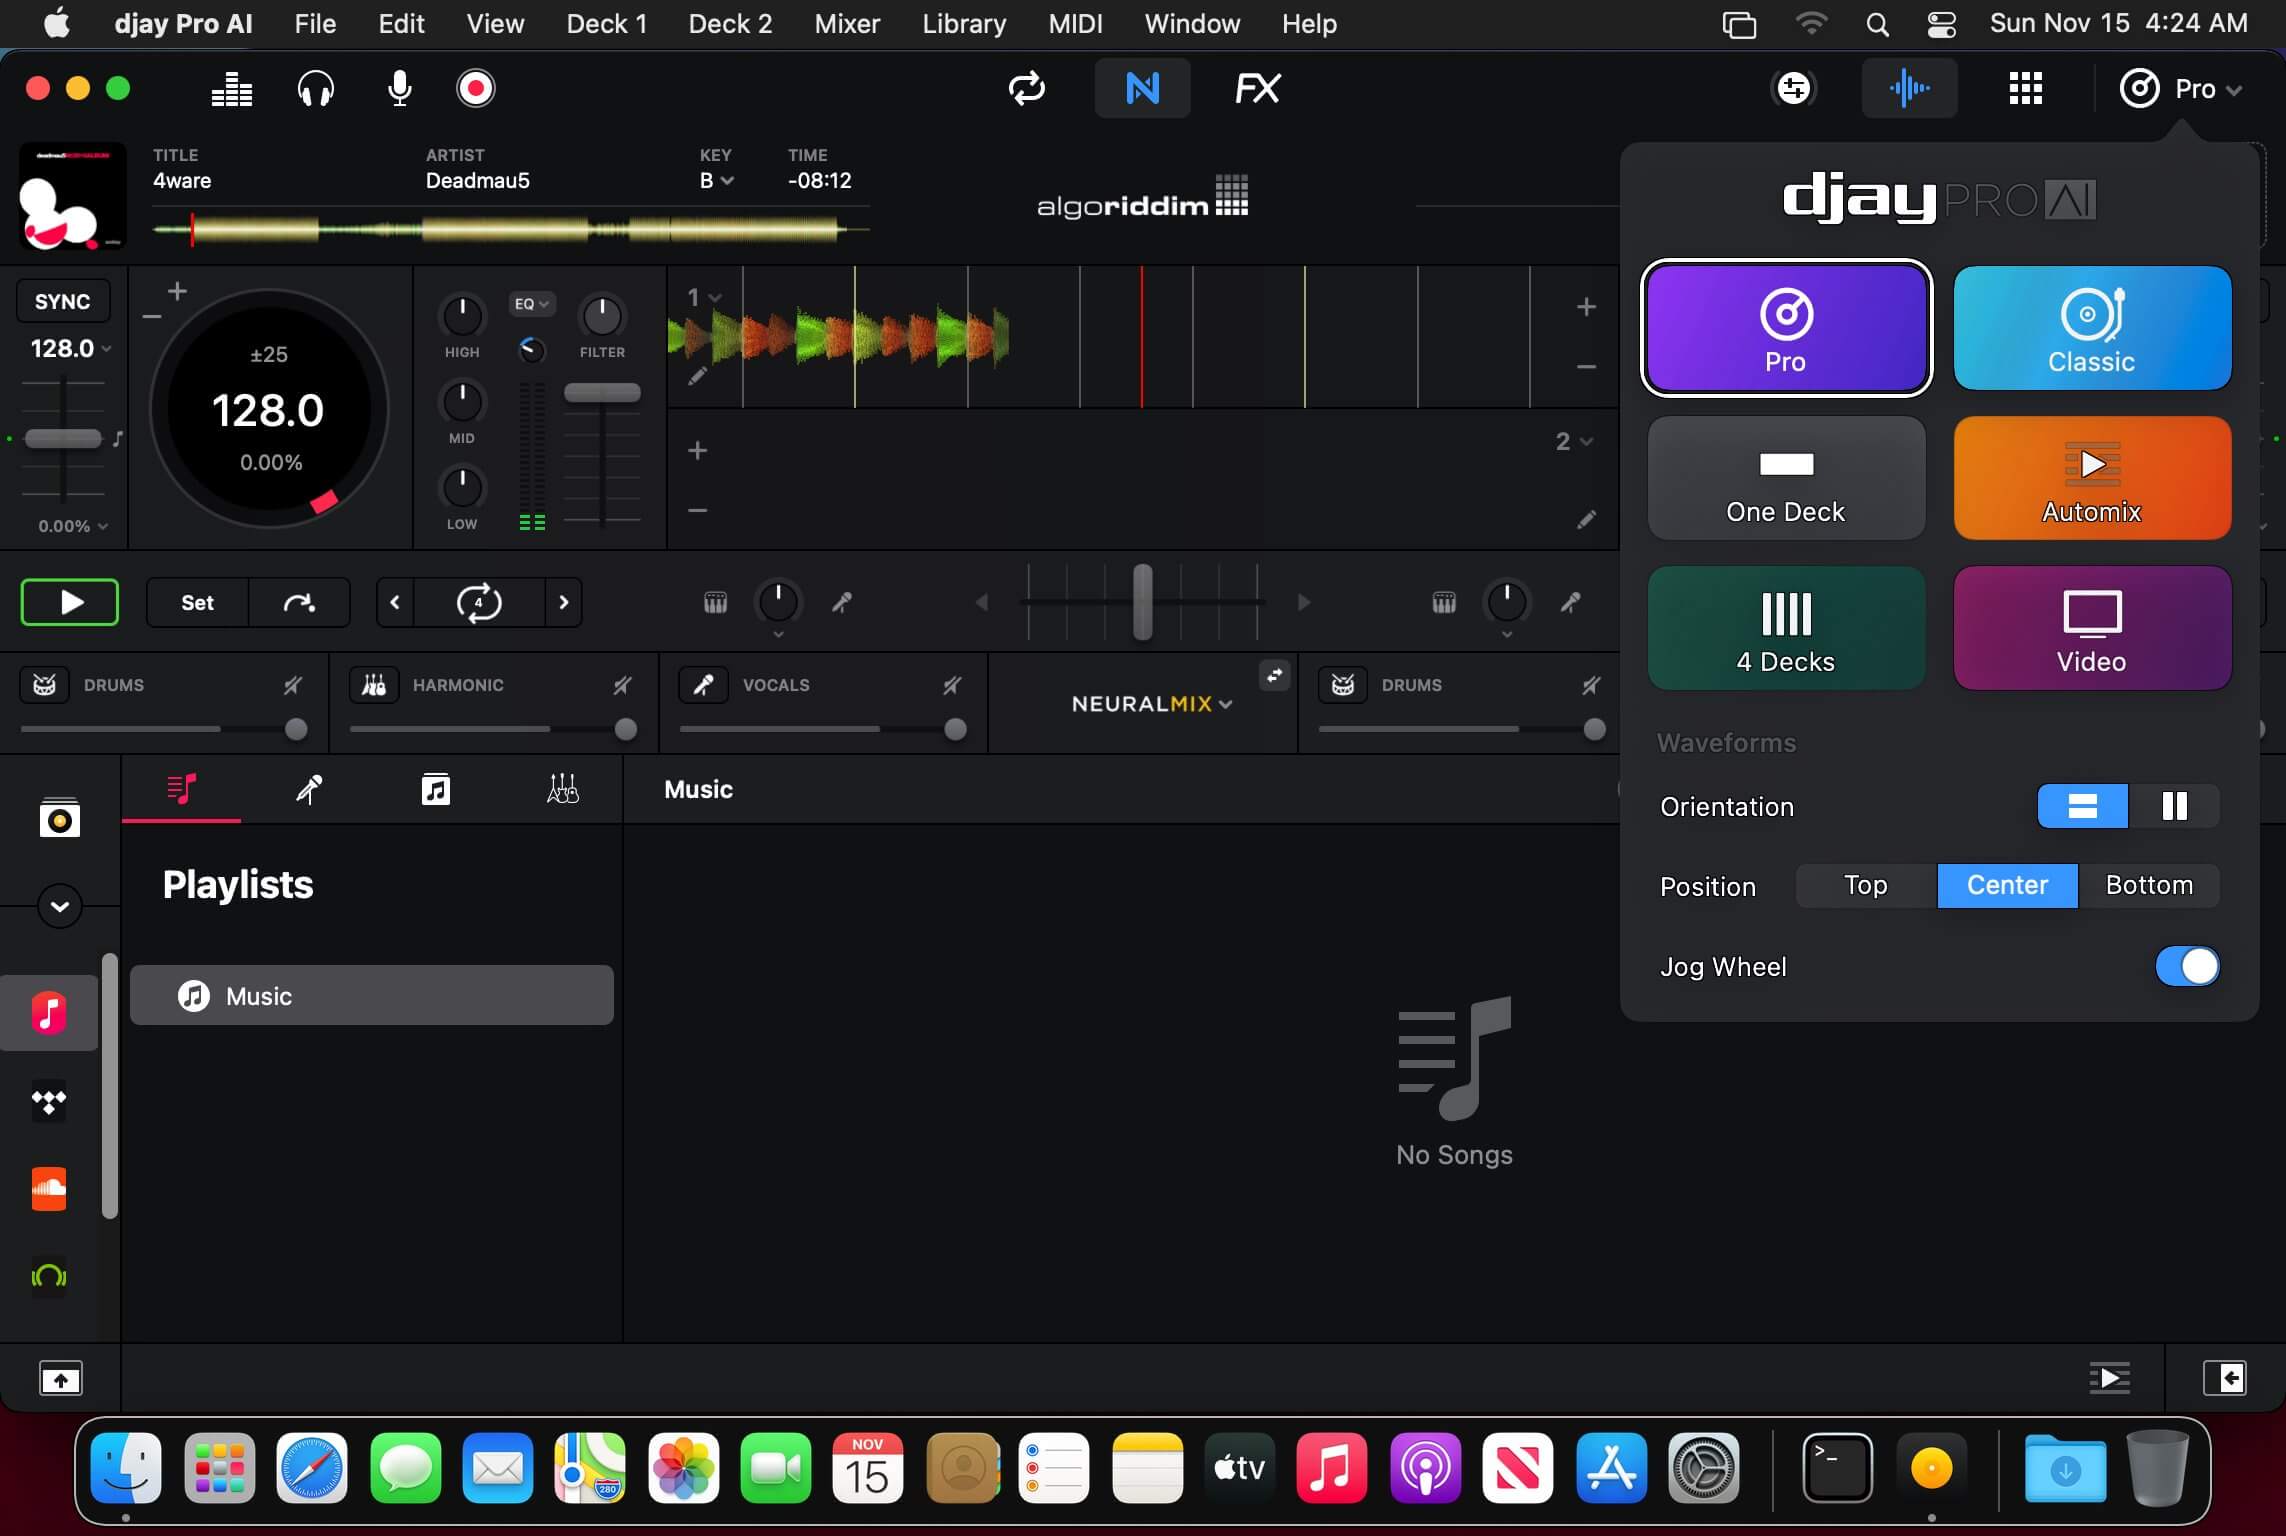 djay Pro AI File Edit View Deck 1 Deck 2 Mixer Library MIDI Window Help Sun Nov 15 4:24 AM
FX Pro
TITLE ARTIST KEY TIME
4ware Deadmau5 B -08:12
algoriddim
djay PRO AI
SYNC
128.0
0.00%
±25
128.0
0.00%
EQ
HIGH FILTER
MID
LOW
1
2
Pro Classic
One Deck Automix
4 Decks Video
Set 4
DRUMS HARMONIC VOCALS NEURALMIX DRUMS
Waveforms
Orientation
Position Top Center Bottom
Jog Wheel
Music
Playlists
Music
No Songs
NOV
15
280
tv
>_